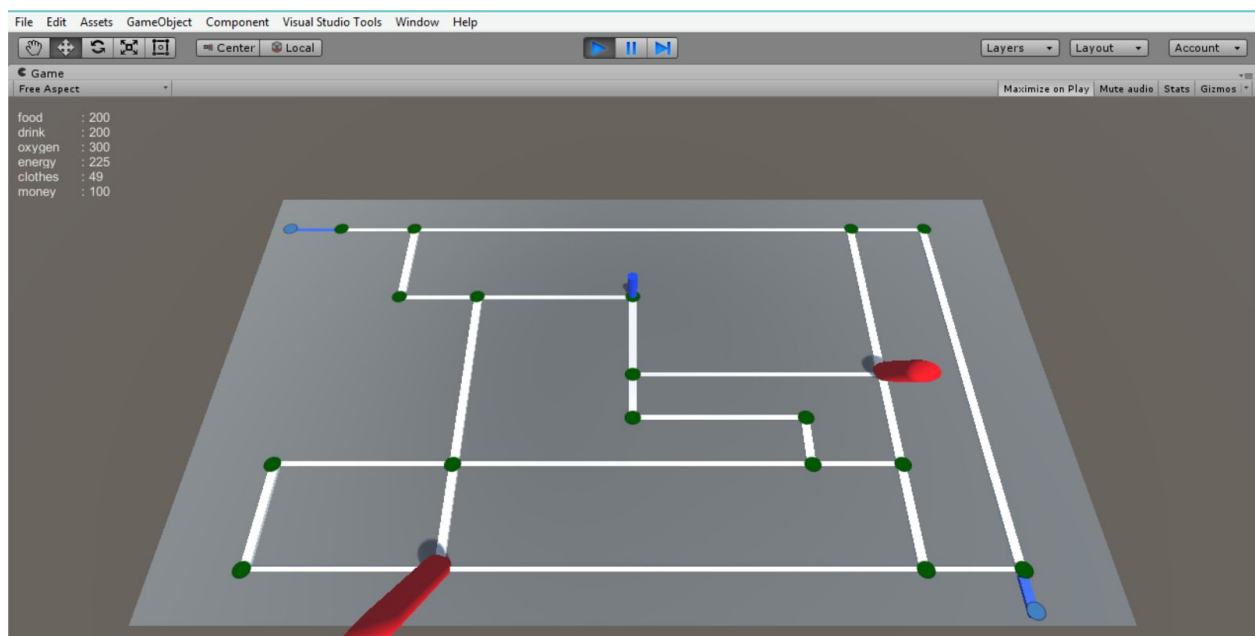 File Edit Assets GameObject Component Visual Studio Tools Window Help
Center Local Layers Layout Account
Game
Free Aspect Maximize on Play Mute audio Stats Gizmos
food : 200
drink : 200
oxygen : 300
energy : 225
clothes : 49
money : 100